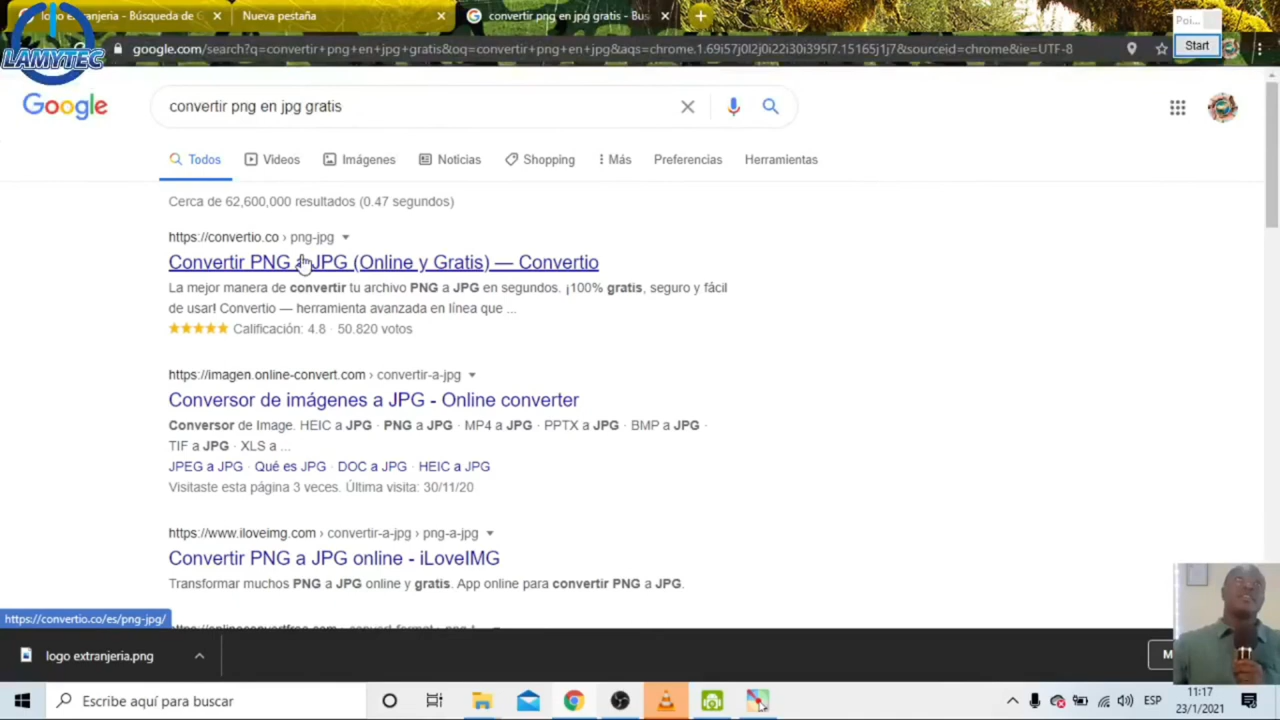 logo extranjeria - Búsqueda de G
Nueva pestaña
convertir png en jpg gratis - Bus
Poi...
Start
LAMYTEC
google.com/search?q=convertir+png+en+jpg+gratis&oq=convertir+png+en+jpg&aqs=chrome.1.69i57j0l2j0i22i30i395l7.15165j1j7&sourceid=chrome&ie=UTF-8
Google
convertir png en jpg gratis
Todos
Videos
Imágenes
Noticias
Shopping
Más
Preferencias
Herramientas
Cerca de 62,600,000 resultados (0.47 segundos)
https://convertio.co › png-jpg
Convertir PNG a JPG (Online y Gratis) — Convertio
La mejor manera de convertir tu archivo PNG a JPG en segundos. ¡100% gratis, seguro y fácil
de usar! Convertio — herramienta avanzada en línea que ...
Calificación: 4.8 · 50.820 votos
https://imagen.online-convert.com › convertir-a-jpg
Conversor de imágenes a JPG - Online converter
Conversor de Image. HEIC a JPG · PNG a JPG · MP4 a JPG · PPTX a JPG · BMP a JPG ·
TIF a JPG · XLS a ...
JPEG a JPG · Qué es JPG · DOC a JPG · HEIC a JPG
Visitaste esta página 3 veces. Última visita: 30/11/20
https://www.iloveimg.com › convertir-a-jpg › png-a-jpg
Convertir PNG a JPG online - iLoveIMG
Transformar muchos PNG a JPG online y gratis. App online para convertir PNG a JPG.
https://convertio.co/es/png-jpg/
logo extranjeria.png
M
Escribe aquí para buscar
ESP
11:17
23/1/2021